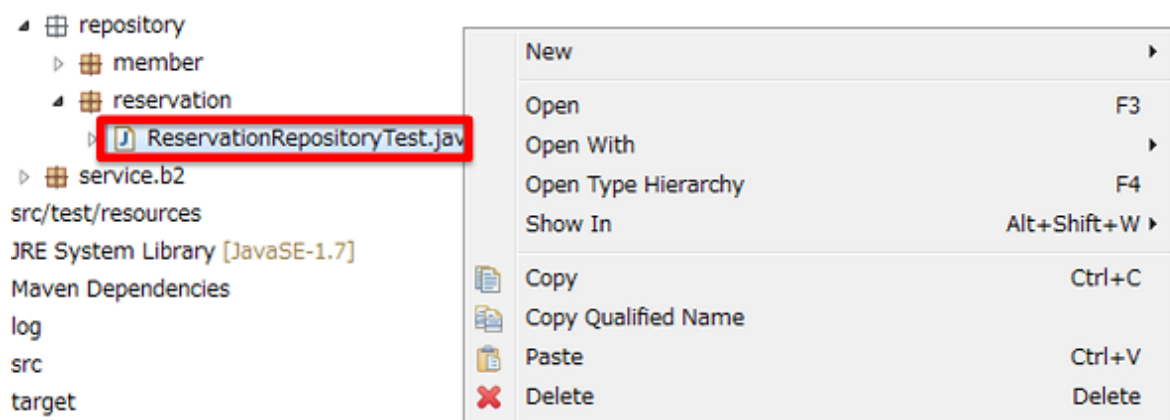 repository
member
reservation
ReservationRepositoryTest.jav
service.b2
src/test/resources
JRE System Library [JavaSE-1.7]
Maven Dependencies
log
src
target
New
Open F3
Open With
Open Type Hierarchy F4
Show In Alt+Shift+W
Copy Ctrl+C
Copy Qualified Name
Paste Ctrl+V
Delete Delete